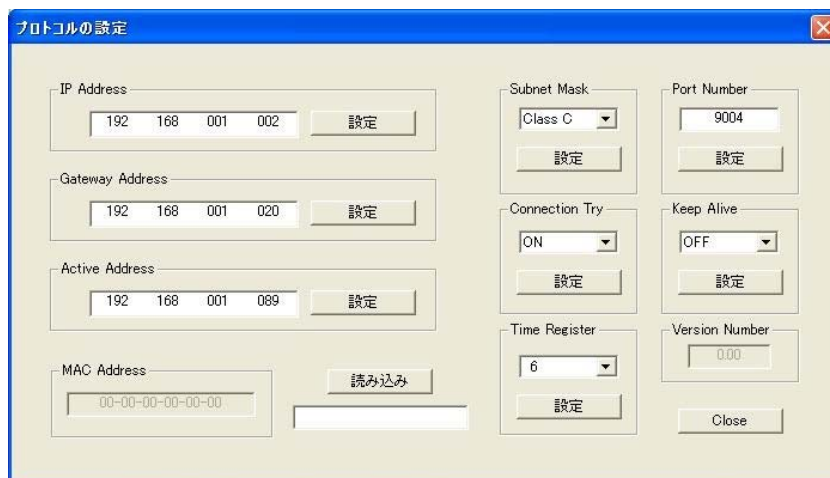 プロトコルの設定
IP Address
192 168 001 002
設定
Gateway Address
192 168 001 020
設定
Active Address
192 168 001 089
設定
MAC Address
00-00-00-00-00-00
読み込み
Subnet Mask
Class C
設定
Port Number
9004
設定
Connection Try
ON
設定
Keep Alive
OFF
設定
Time Register
6
設定
Version Number
0.00
Close